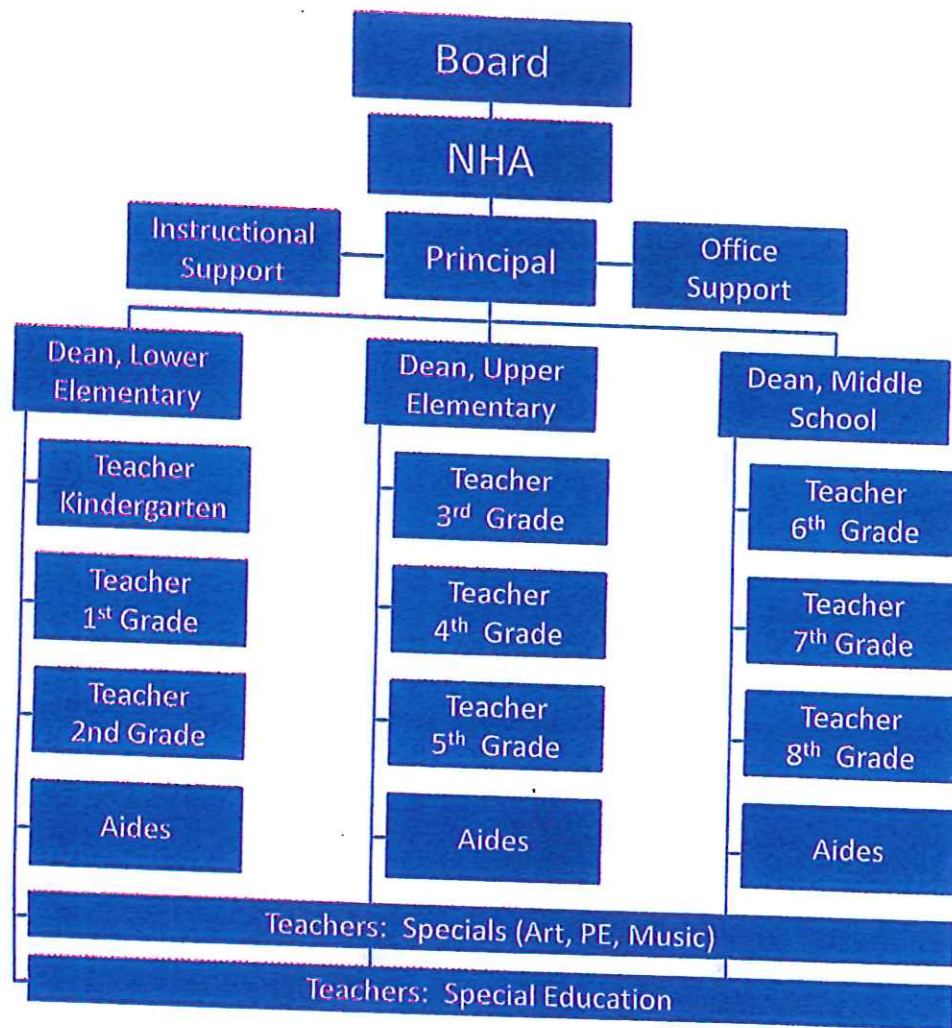 Board
NHA
Instructional
Support
Principal
Office
Support
Dean, Lower
Elementary
Dean, Upper
Elementary
Dean, Middle
School
Teacher
Kindergarten
Teacher
1st Grade
Teacher
2nd Grade
Aides
Teacher
3rd Grade
Teacher
4th Grade
Teacher
5th Grade
Aides
Teacher
6th Grade
Teacher
7th Grade
Teacher
8th Grade
Aides
Teachers: Specials (Art, PE, Music)
Teachers: Special Education